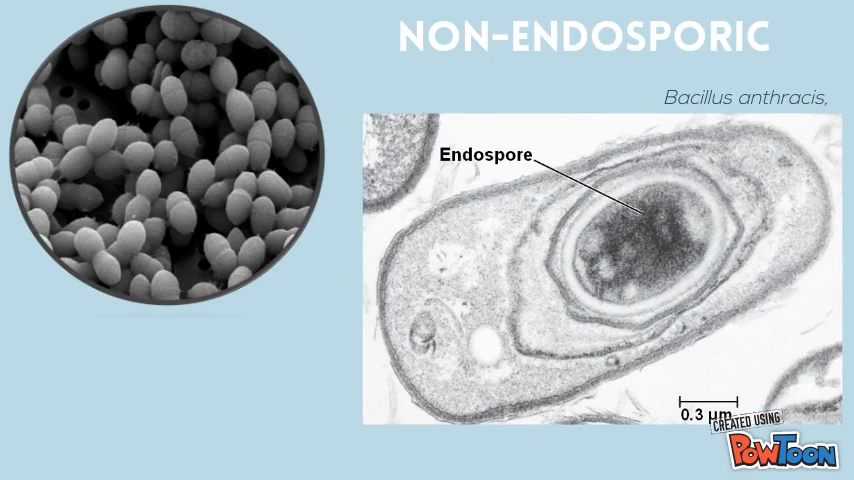 NON-ENDOSPORIC
Bacillus anthracis,
Endospore
0.3 µm
CREATED USING
POWTOON